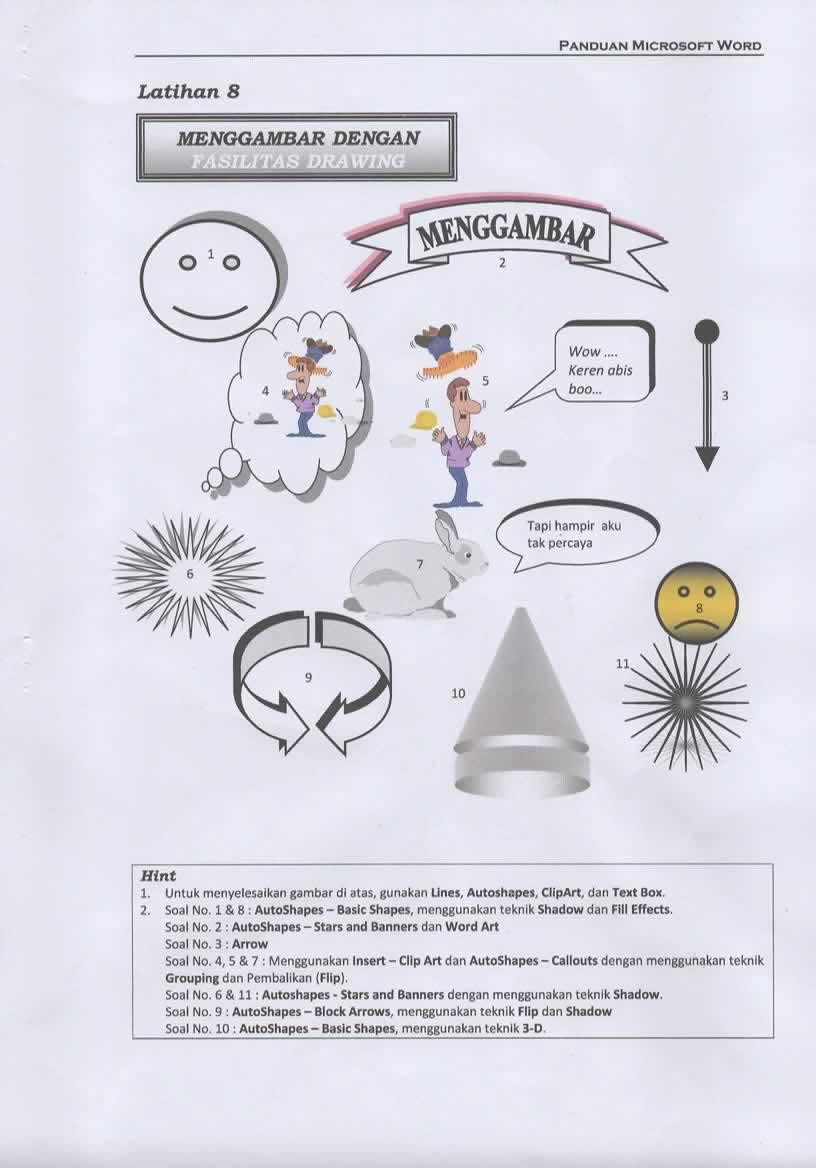 PANDUAN MICROSOFT WORD
Latihan 8
MENGGAMBAR DENGAN
FASILITAS DRAWING
MENGGAMBAR
1
2
Wow ....
Keren abis
boo...
3
4
5
Tapi hampir aku
tak percaya
6
7
8
9
10
11
Hint
1. Untuk menyelesaikan gambar di atas, gunakan Lines, Autoshapes, ClipArt, dan Text Box.
2. Soal No. 1 & 8 : AutoShapes – Basic Shapes, menggunakan teknik Shadow dan Fill Effects.
Soal No. 2 : AutoShapes – Stars and Banners dan Word Art
Soal No. 3 : Arrow
Soal No. 4, 5 & 7 : Menggunakan Insert – Clip Art dan AutoShapes – Callouts dengan menggunakan teknik
Grouping dan Pembalikan (Flip).
Soal No. 6 & 11 : Autoshapes - Stars and Banners dengan menggunakan teknik Shadow.
Soal No. 9 : AutoShapes – Block Arrows, menggunakan teknik Flip dan Shadow
Soal No. 10 : AutoShapes – Basic Shapes, menggunakan teknik 3-D.